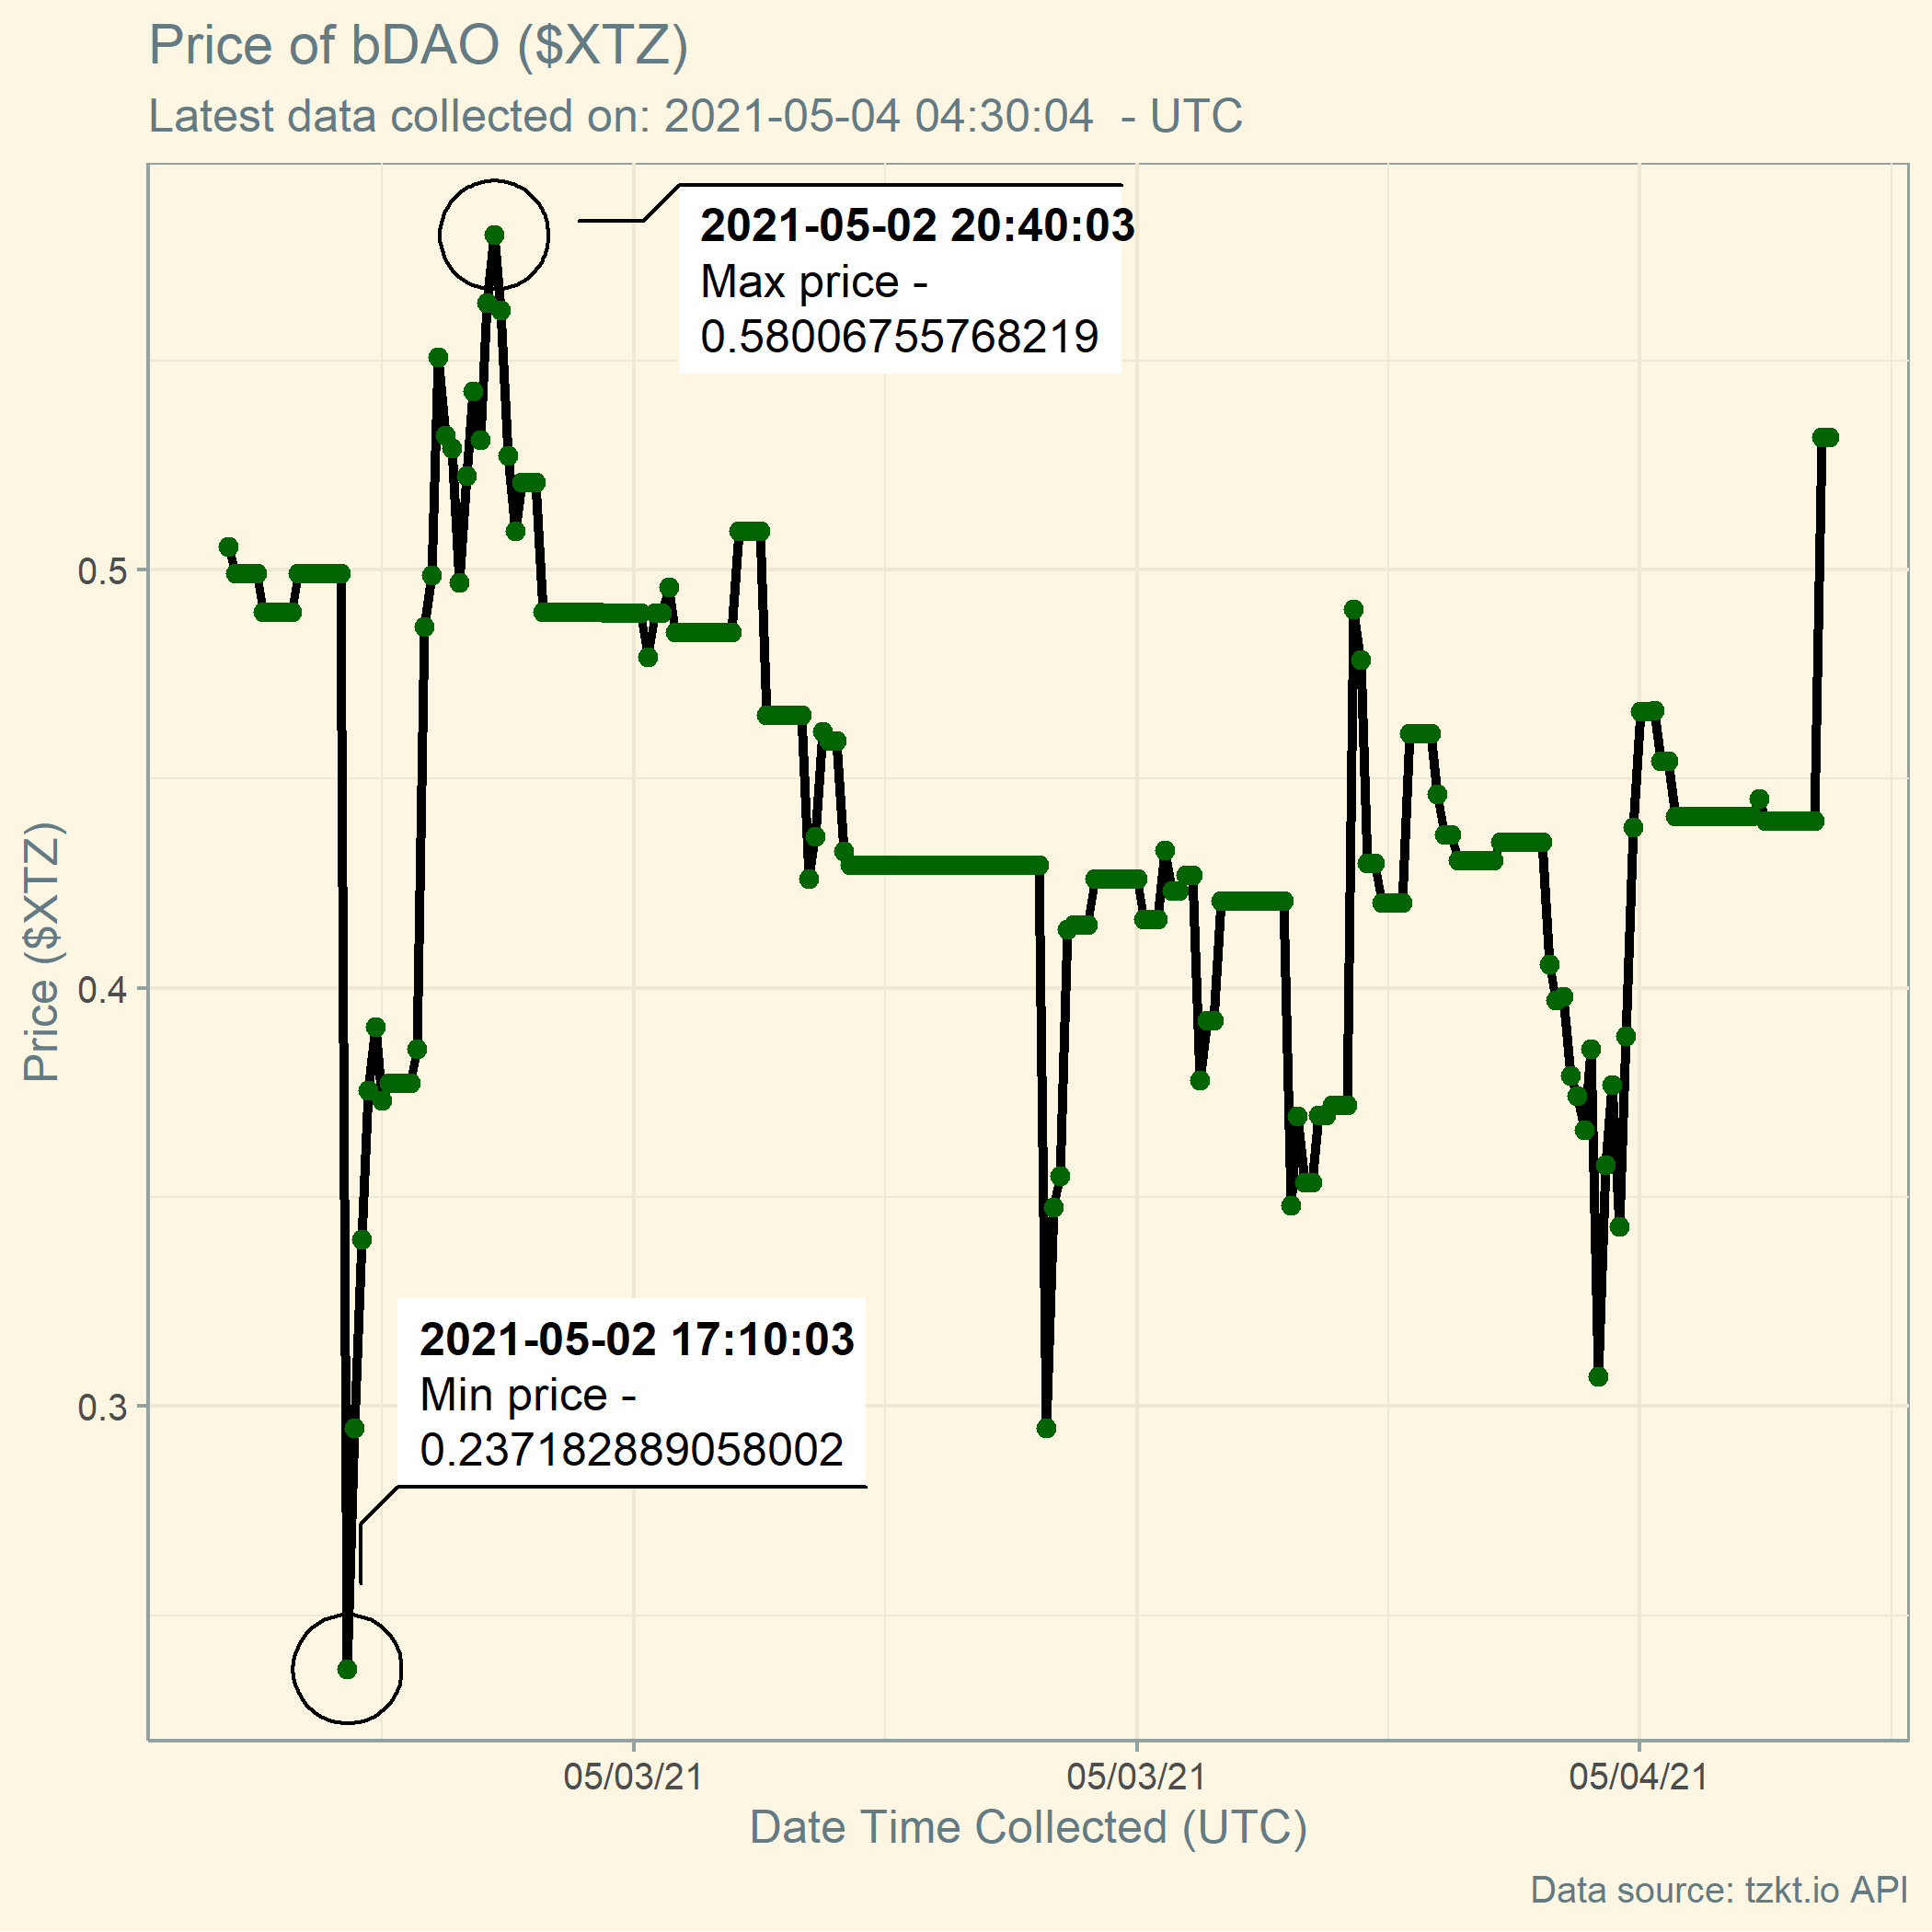 Price of bDAO ($XTZ)
Latest data collected on: 2021-05-04 04:30:04  - UTC
2021-05-02 20:40:03
Max price -
0.58006755768219
0.5
Price ($XTZ)
0.4
2021-05-02 17:10:03
Min price -
0.237182889058002
0.3
05/03/21
05/03/21
05/04/21
Date Time Collected (UTC)
Data source: tzkt.io API